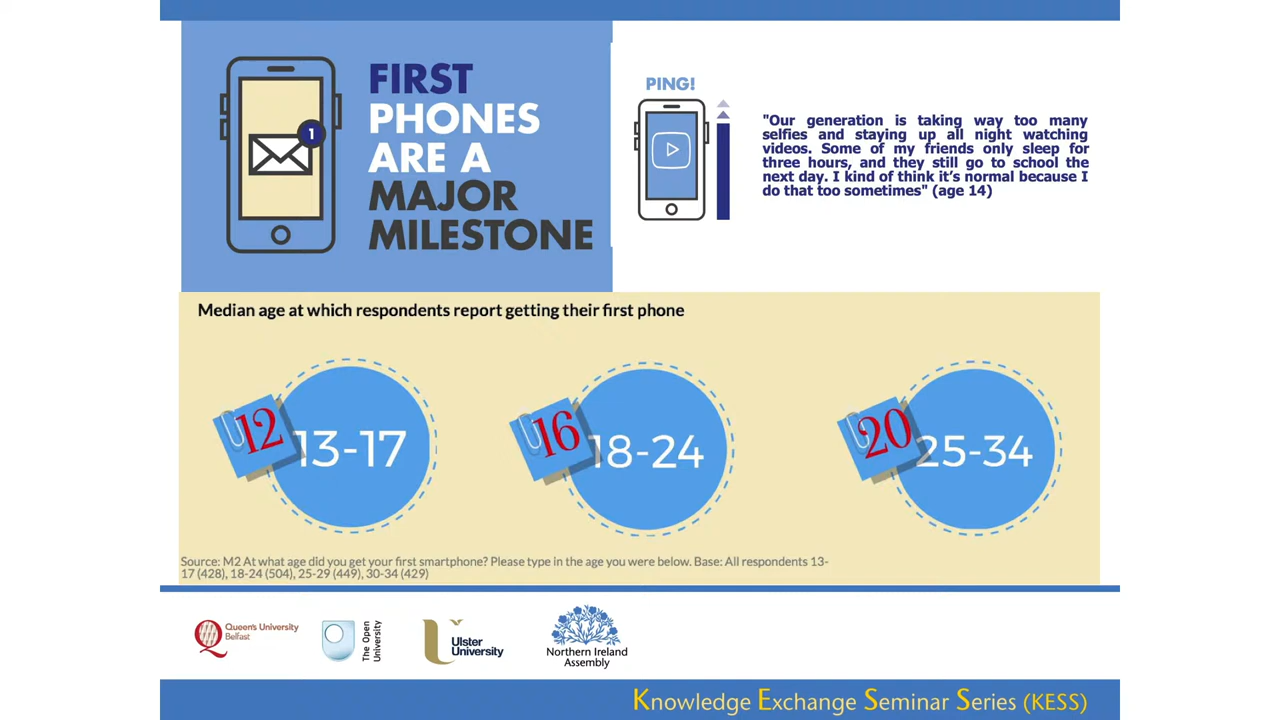 FIRST
PHONES
ARE A
MAJOR
MILESTONE
1
PING!
"Our generation is taking way too many
selfies and staying up all night watching
videos. Some of my friends only sleep for
three hours, and they still go to school the
next day. I kind of think it's normal because I
do that too sometimes" (age 14)
Median age at which respondents report getting their first phone
12
13-17
16
18-24
20
25-34
Source: M2 At what age did you get your first smartphone? Please type in the age you were below. Base: All respondents 13-
17 (428), 18-24 (504), 25-29 (449), 30-34 (429)
Queen's University
Belfast
The Open
University
Ulster
University
Northern Ireland
Assembly
Knowledge Exchange Seminar Series (KESS)